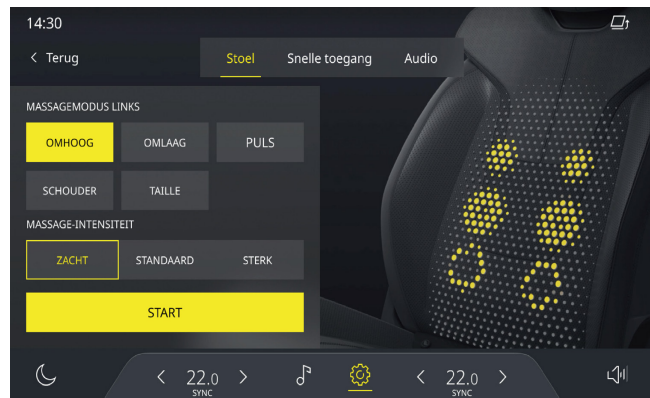 14:30
Terug
Stoel Snelle toegang Audio
MASSAGEMODUS LINKS
OMHOOG OMLAAG PULS
SCHOUDER TAILLE
MASSAGE-INTENSITEIT
ZACHT STANDAARD STERK
START
22.0 22.0
SYNC SYNC